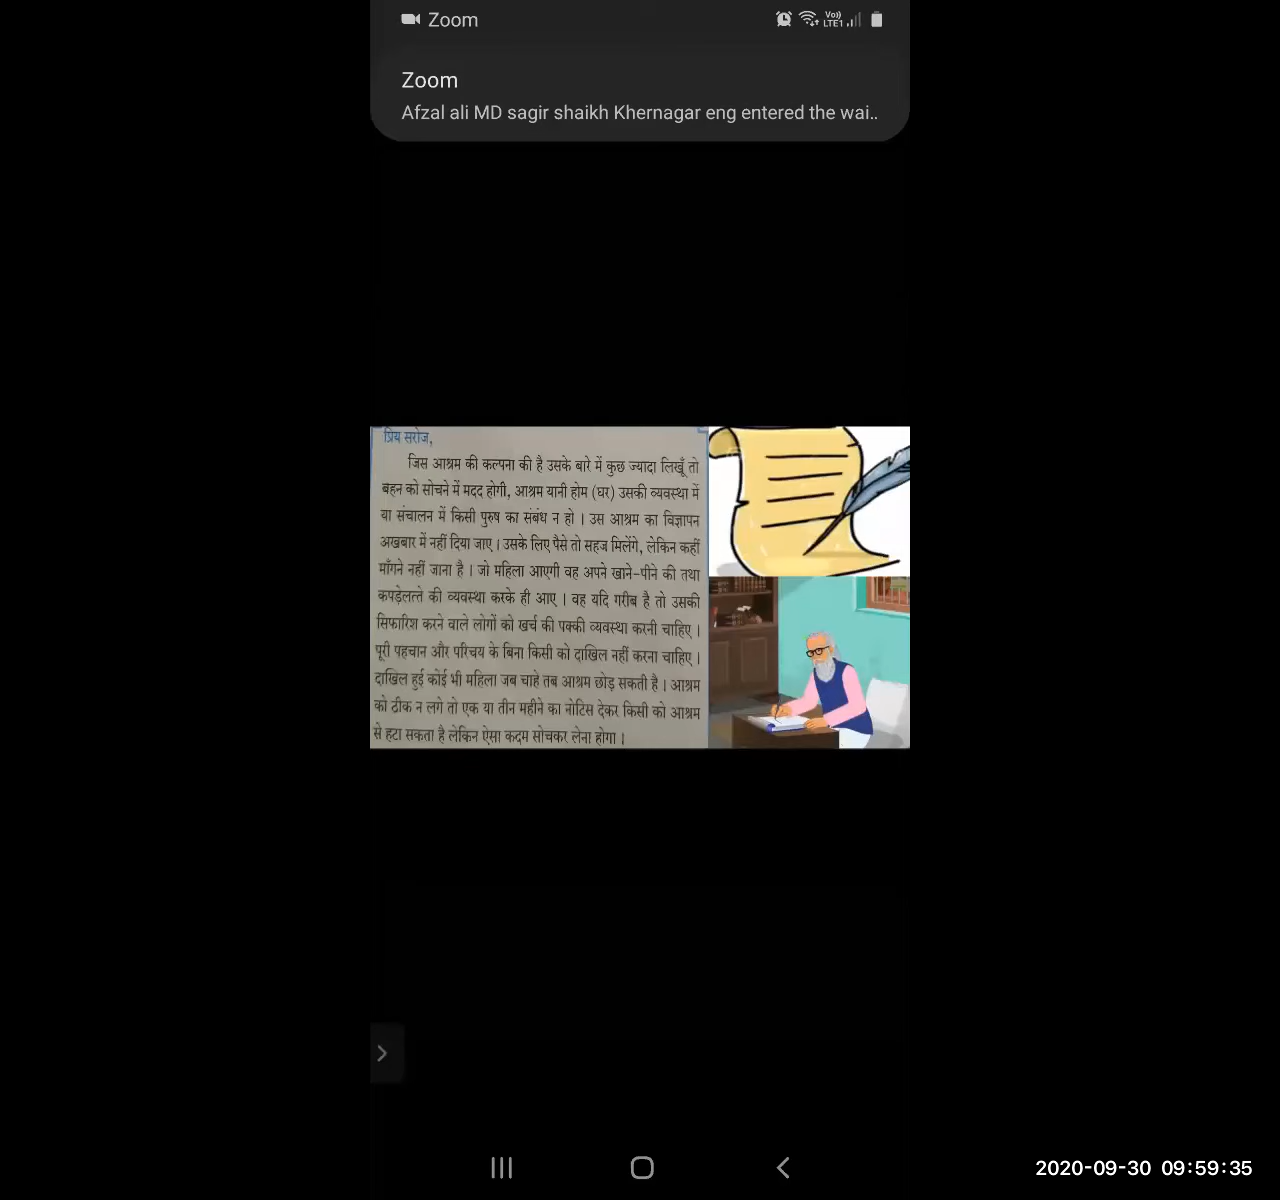 Zoom
Vo))
LTE1
Zoom
Afzal ali MD sagir shaikh Khernagar eng entered the wai..
प्रिय सरोज,
जिस आश्रम की कल्पना की है उसके बारे में कुछ ज्यादा लिखूँ तो
बहन को सोचने में मदद होगी, आश्रम यानी होम (घर) उसकी व्यवस्था में
या संचालन में किसी पुरुष का संबंध न हो । उस आश्रम का विज्ञापन
अखबार में नहीं दिया जाए । उसके लिए पैसे तो सहज मिलेंगे, लेकिन कहीं
माँगने नहीं जाना है । जो महिला आएगी वह अपने खाने-पीने की तथा
कपड़ेलत्ते की व्यवस्था करके ही आए । वह यदि गरीब है तो उसकी
सिफारिश करने वाले लोगों को खर्च की पक्की व्यवस्था करनी चाहिए ।
पूरी पहचान और परिचय के बिना किसी को दाखिल नहीं करना चाहिए ।
दाखिल हुई कोई भी महिला जब चाहे तब आश्रम छोड़ सकती है । आश्रम
को ठीक न लगे तो एक या तीन महीने का नोटिस देकर किसी को आश्रम
से हटा सकता है लेकिन ऐसा कदम सोचकर लेना होगा ।
2020-09-30 09:59:35